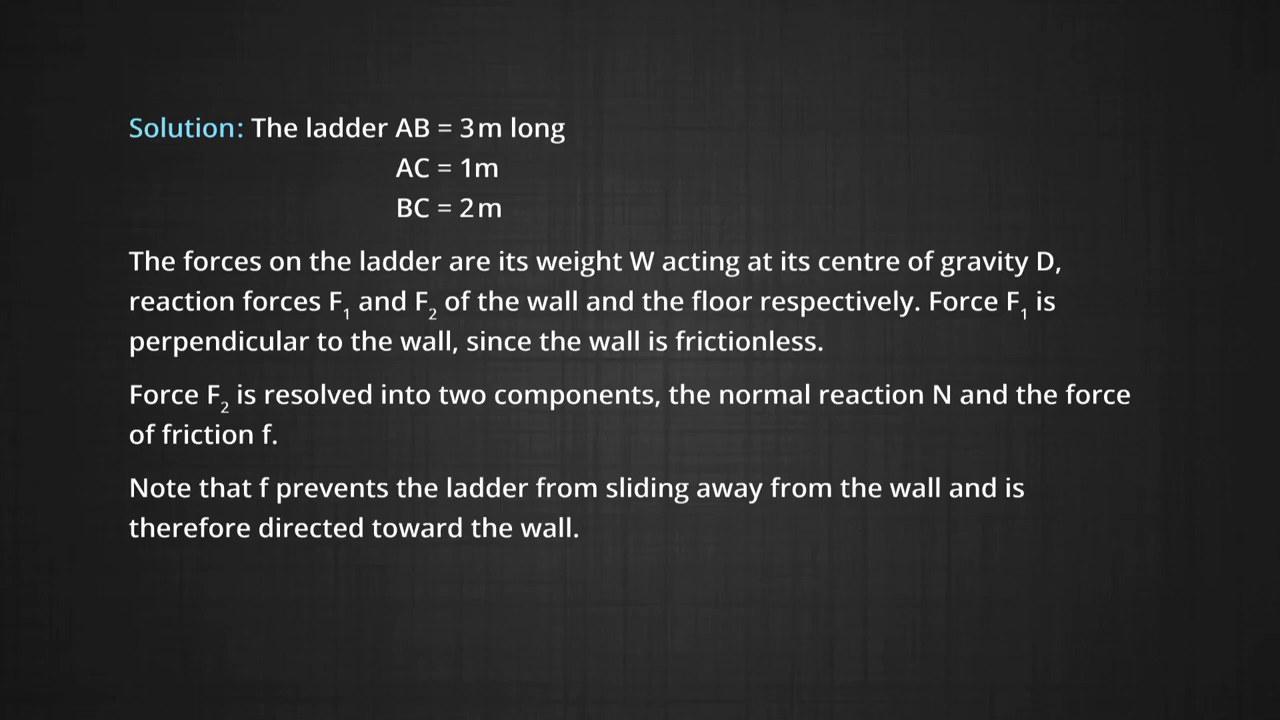 Solution: The ladder AB = 3m long
AC = 1m
BC = 2m
The forces on the ladder are its weight W acting at its centre of gravity D,
reaction forces F₁ and F₂ of the wall and the floor respectively. Force F₁ is
perpendicular to the wall, since the wall is frictionless.
Force F₂ is resolved into two components, the normal reaction N and the force
of friction f.
Note that f prevents the ladder from sliding away from the wall and is
therefore directed toward the wall.